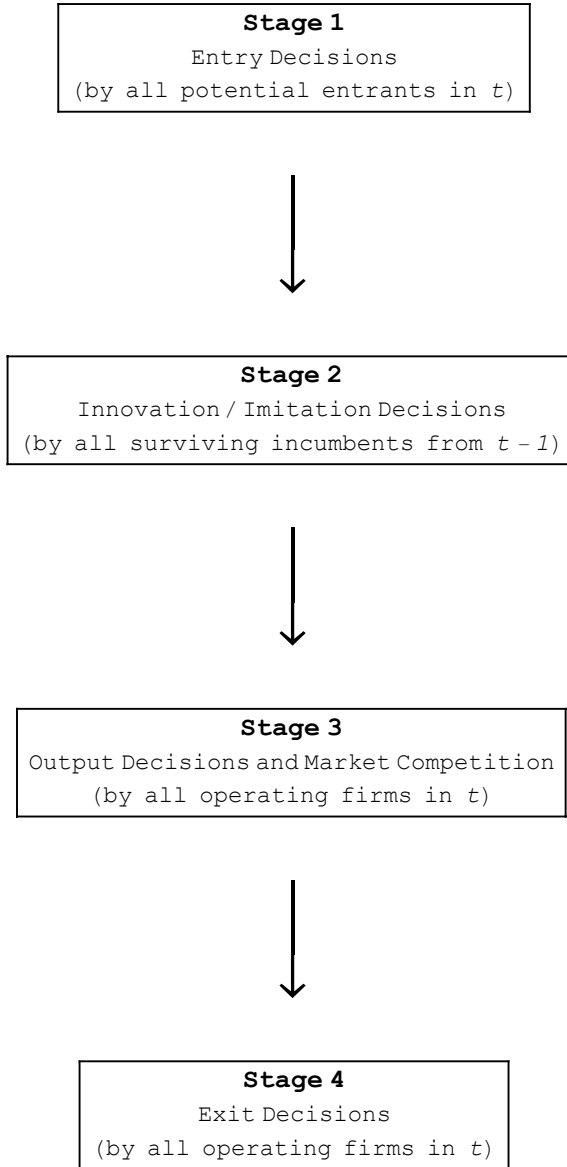 Stage 1
Entry Decisions
(by all potential entrants in t)
Stage 2
Innovation / Imitation Decisions
(by all surviving incumbents from t – 1)
Stage 3
Output Decisions and Market Competition
(by all operating firms in t)
Stage 4
Exit Decisions
(by all operating firms in t)